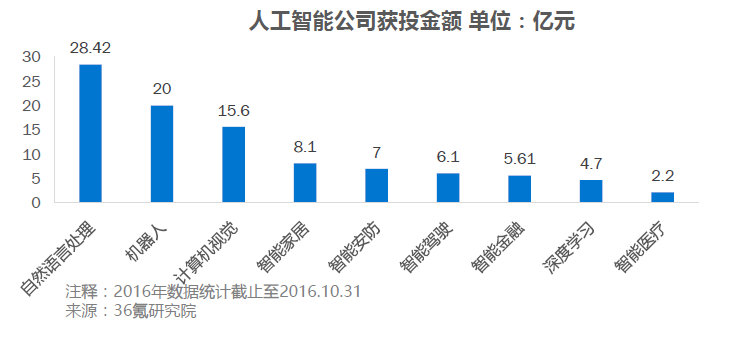 人工智能公司获投金额 单位：亿元
30
25
20
15
10
5
0
28.42
20
15.6
8.1
7
6.1
5.61
4.7
2.2
自然语言处理
机器人
计算机视觉
智能家居
智能安防
智能驾驶
智能金融
深度学习
智能医疗
注释：2016年数据统计截止至2016.10.31
来源：36氪研究院